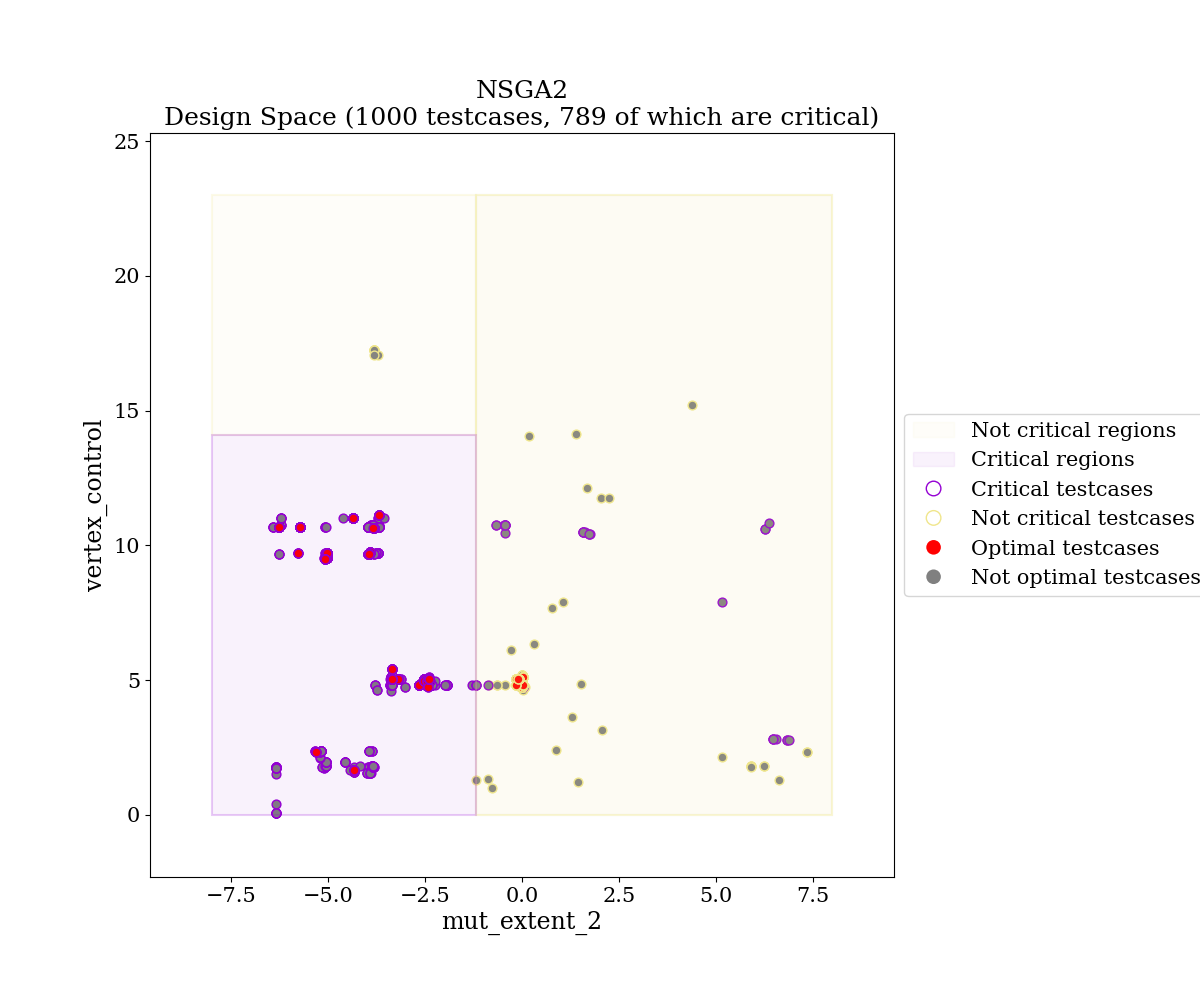 NSGA2
Design Space (1000 testcases, 789 of which are critical)
25
20
15
10
5
0
vertex_control
−7.5
−5.0
−2.5
0.0
2.5
5.0
7.5
mut_extent_2
Not critical regions
Critical regions
Critical testcases
Not critical testcases
Optimal testcases
Not optimal testcases